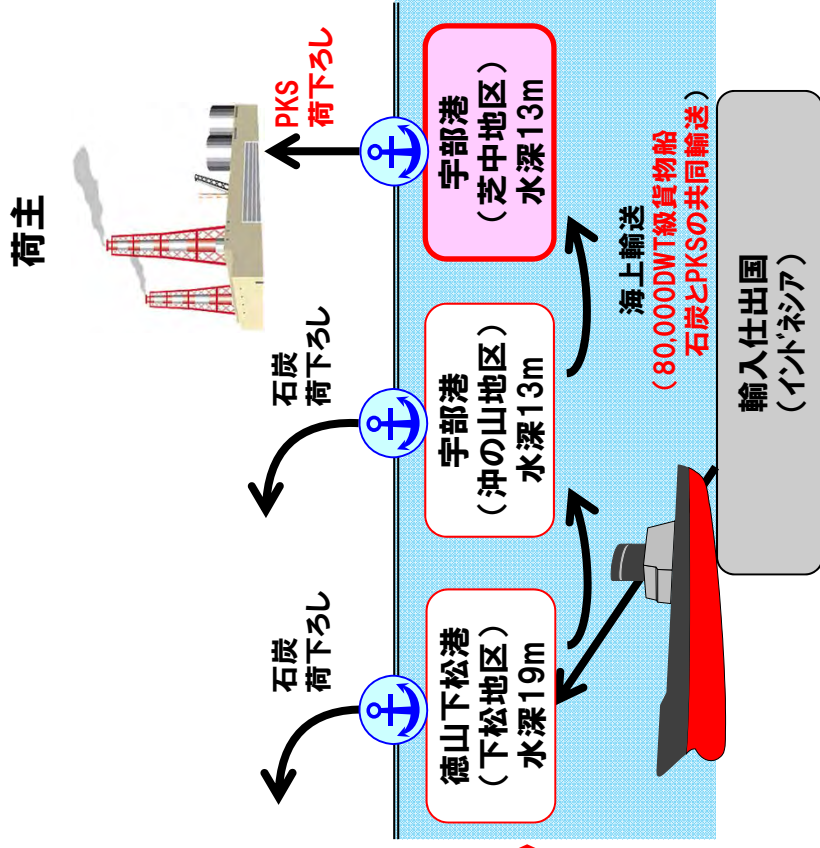 荷主
石炭
荷下ろし
石炭
荷下ろし
PKS
荷下ろし
徳山下松港
(下松地区)
水深19m
宇部港
(沖の山地区)
水深13m
宇部港
(芝中地区)
水深13m
海上輸送
(80,000DWT級貨物船
石炭とPKSの共同輸送)
輸入仕出国
(インドネシア)